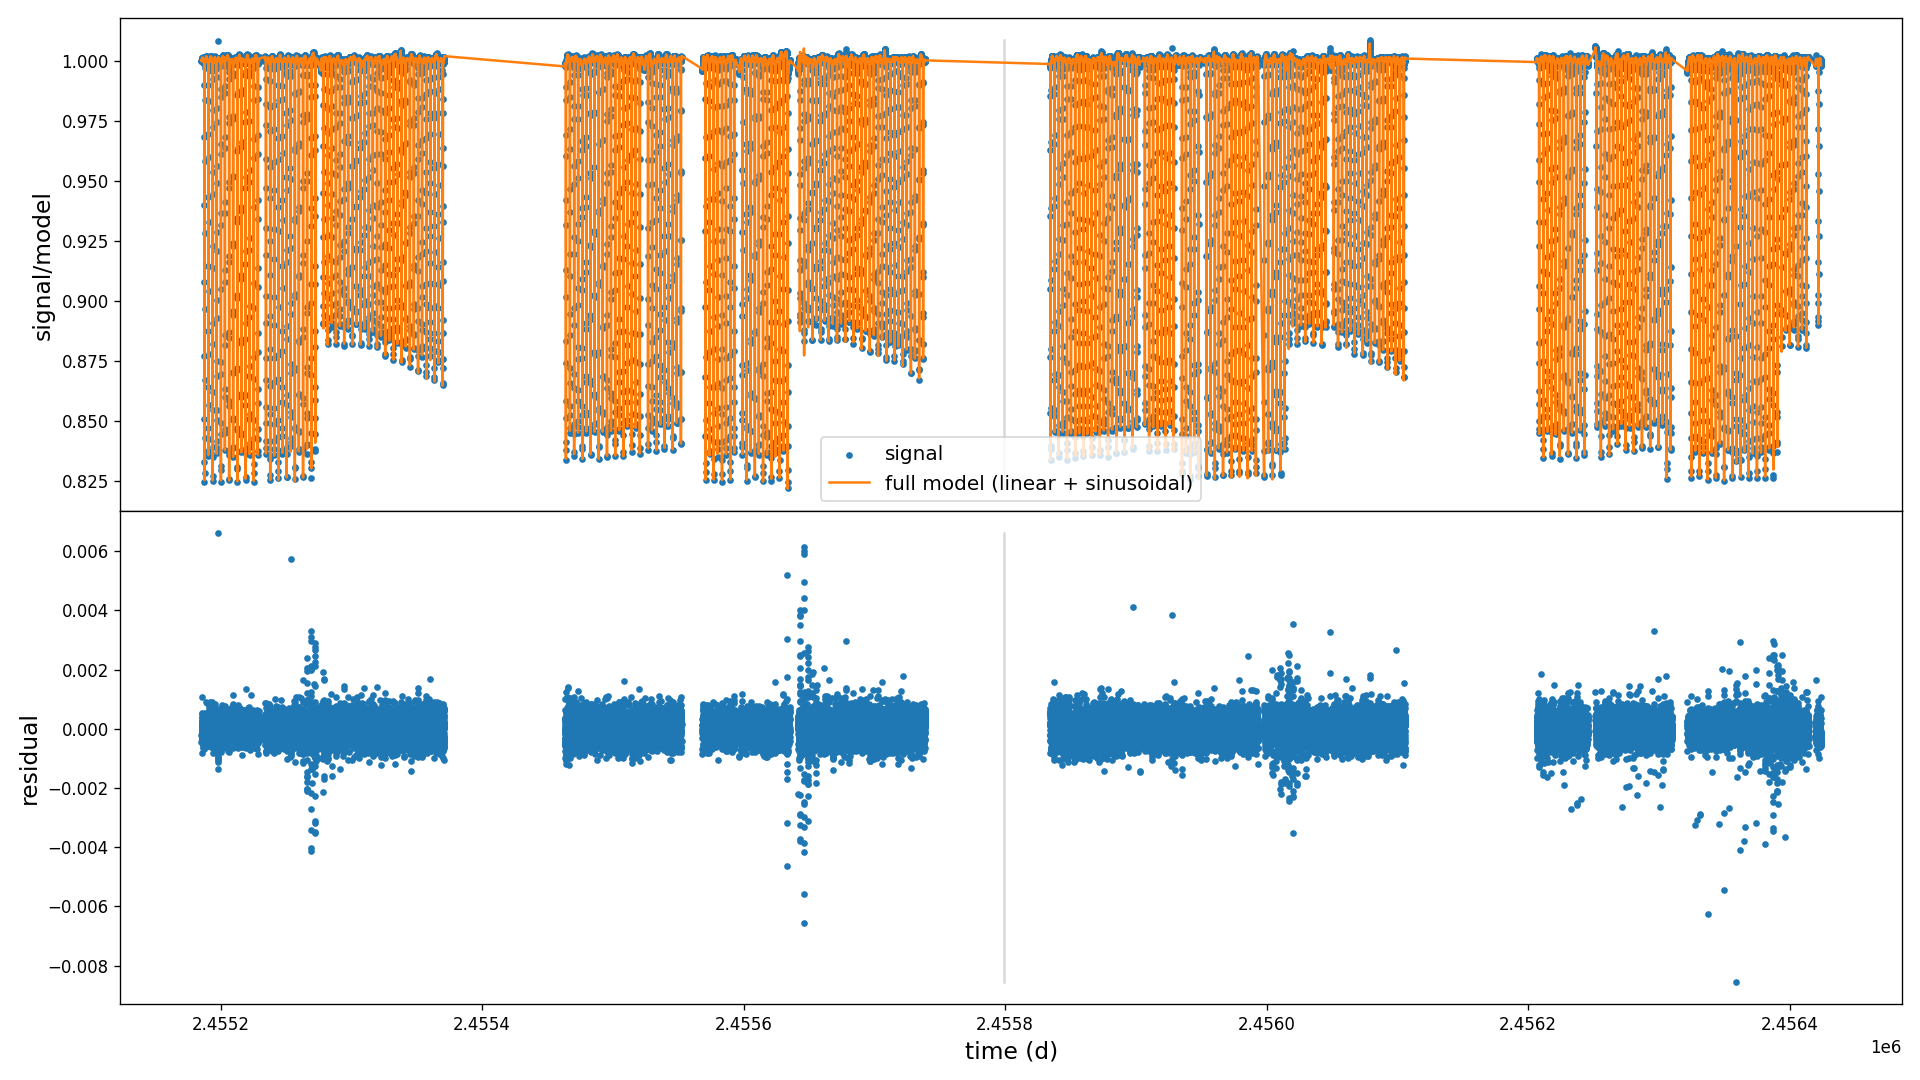 signal/model
1.000
0.975
0.950
0.925
0.900
0.875
0.850
0.825
signal
full model (linear + sinusoidal)
residual
0.006
0.004
0.002
0.000
−0.002
−0.004
−0.006
−0.008
2.4552 2.4554 2.4556 2.4558 2.4560 2.4562 2.4564
time (d)
1e6